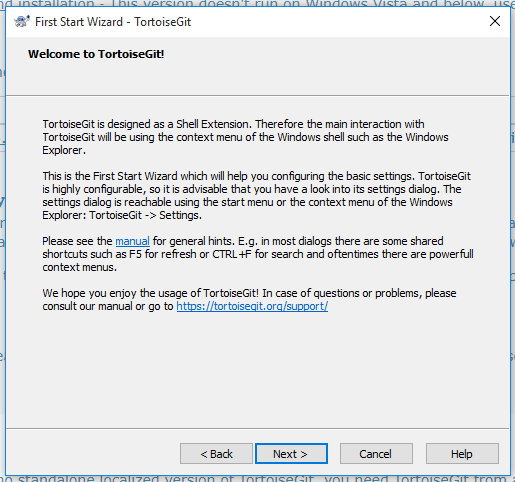 nd installation - This version doesn't run on Windows Vista and below, use
First Start Wizard - TortoiseGit
Welcome to TortoiseGit!
TortoiseGit is designed as a Shell Extension. Therefore the main interaction with
TortoiseGit will be using the context menu of the Windows shell such as the Windows
Explorer.
This is the First Start Wizard which will help you configuring the basic settings. TortoiseGit
is highly configurable, so it is advisable that you have a look into its settings dialog. The
settings dialog is reachable using the start menu or the context menu of the Windows
Explorer: TortoiseGit -> Settings.
Please see the manual for general hints. E.g. in most dialogs there are some shared
shortcuts such as F5 for refresh or CTRL+F for search and oftentimes there are powerfull
context menus.
We hope you enjoy the usage of TortoiseGit! In case of questions or problems, please
consult our manual or go to https://tortoisegit.org/support/
< Back
Next >
Cancel
Help
no standalone localized version of TortoiseGit, you need TortoiseGit from a